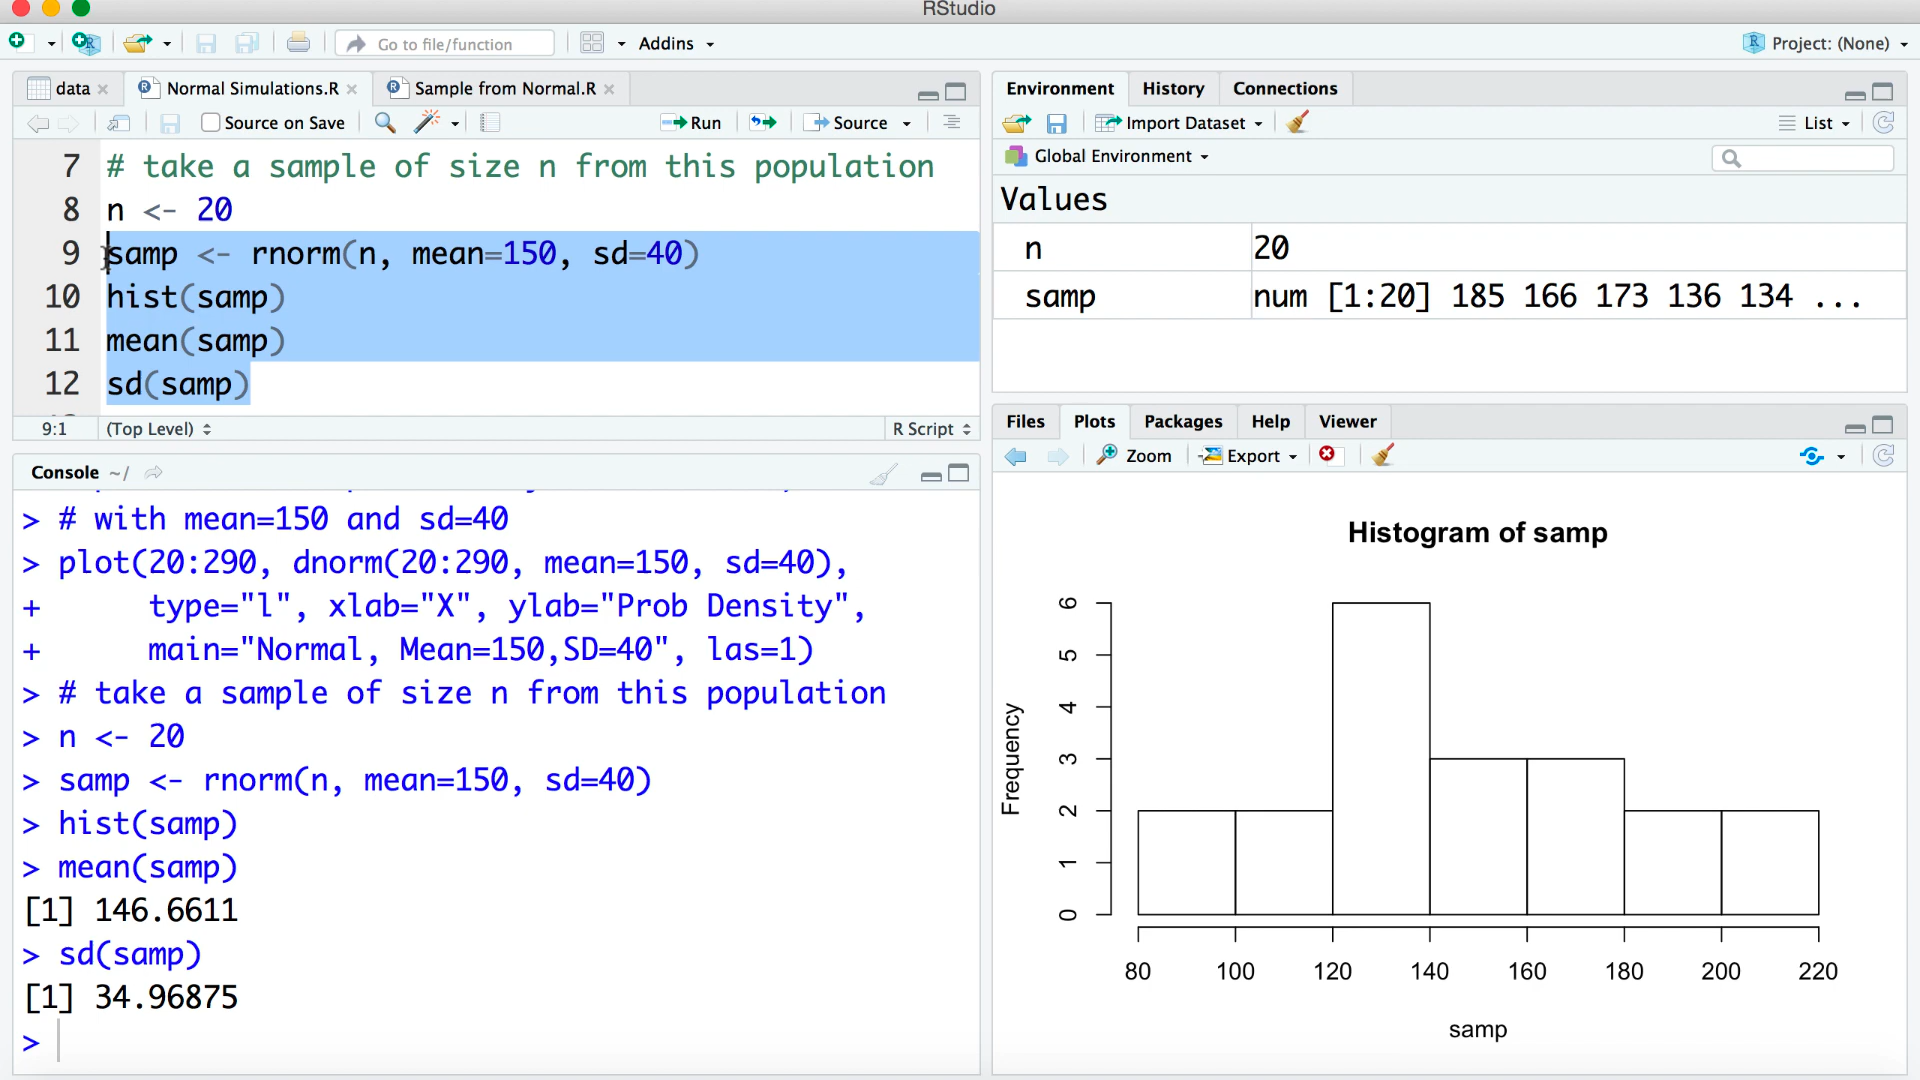 RStudio
Go to file/function
Addins
Project: (None)
data
Normal Simulations.R
Sample from Normal.R
Source on Save
Run
Source
7 # take a sample of size n from this population
8 n <- 20
9 samp <- rnorm(n, mean=150, sd=40)
10 hist(samp)
11 mean(samp)
12 sd(samp)
9:1 (Top Level)
R Script
Console ~/
> # with mean=150 and sd=40
> plot(20:290, dnorm(20:290, mean=150, sd=40),
+ type="l", xlab="X", ylab="Prob Density",
+ main="Normal, Mean=150,SD=40", las=1)
> # take a sample of size n from this population
> n <- 20
> samp <- rnorm(n, mean=150, sd=40)
> hist(samp)
> mean(samp)
[1] 146.6611
> sd(samp)
[1] 34.96875
>
Environment
History
Connections
Import Dataset
List
Global Environment
Values
n 20
samp num [1:20] 185 166 173 136 134 ...
Files
Plots
Packages
Help
Viewer
Zoom
Export
Histogram of samp
Frequency
6
5
4
3
2
1
0
80 100 120 140 160 180 200 220
samp